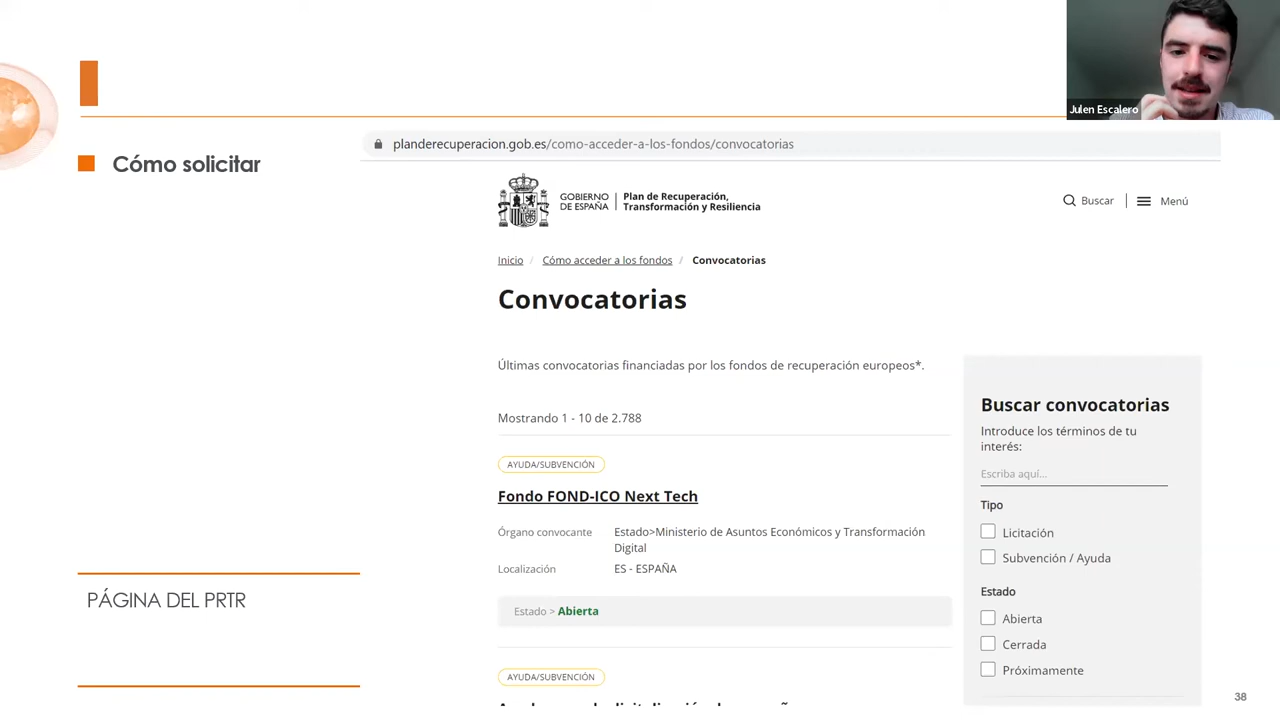 Julen Escalero
Cómo solicitar
planderecuperacion.gob.es/como-acceder-a-los-fondos/convocatorias
GOBIERNO
DE ESPAÑA
Plan de Recuperación,
Transformación y Resiliencia
Buscar
Menú
Inicio / Cómo acceder a los fondos / Convocatorias
Convocatorias
Últimas convocatorias financiadas por los fondos de recuperación europeos*.
Mostrando 1 - 10 de 2.788
AYUDA/SUBVENCIÓN
Fondo FOND-ICO Next Tech
Órgano convocante
Estado>Ministerio de Asuntos Económicos y Transformación
Digital
Localización
ES - ESPAÑA
Estado > Abierta
AYUDA/SUBVENCIÓN
Buscar convocatorias
Introduce los términos de tu
interés:
Escriba aquí...
Tipo
Licitación
Subvención / Ayuda
Estado
Abierta
Cerrada
Próximamente
PÁGINA DEL PRTR
38